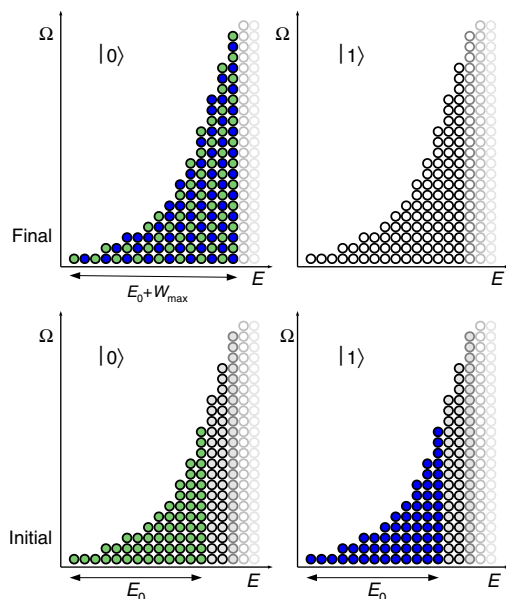 Ω |0⟩
Ω |1⟩
Final
E₀+Wmax E
E
Ω |0⟩
Ω |1⟩
Initial
E₀ E
E₀ E